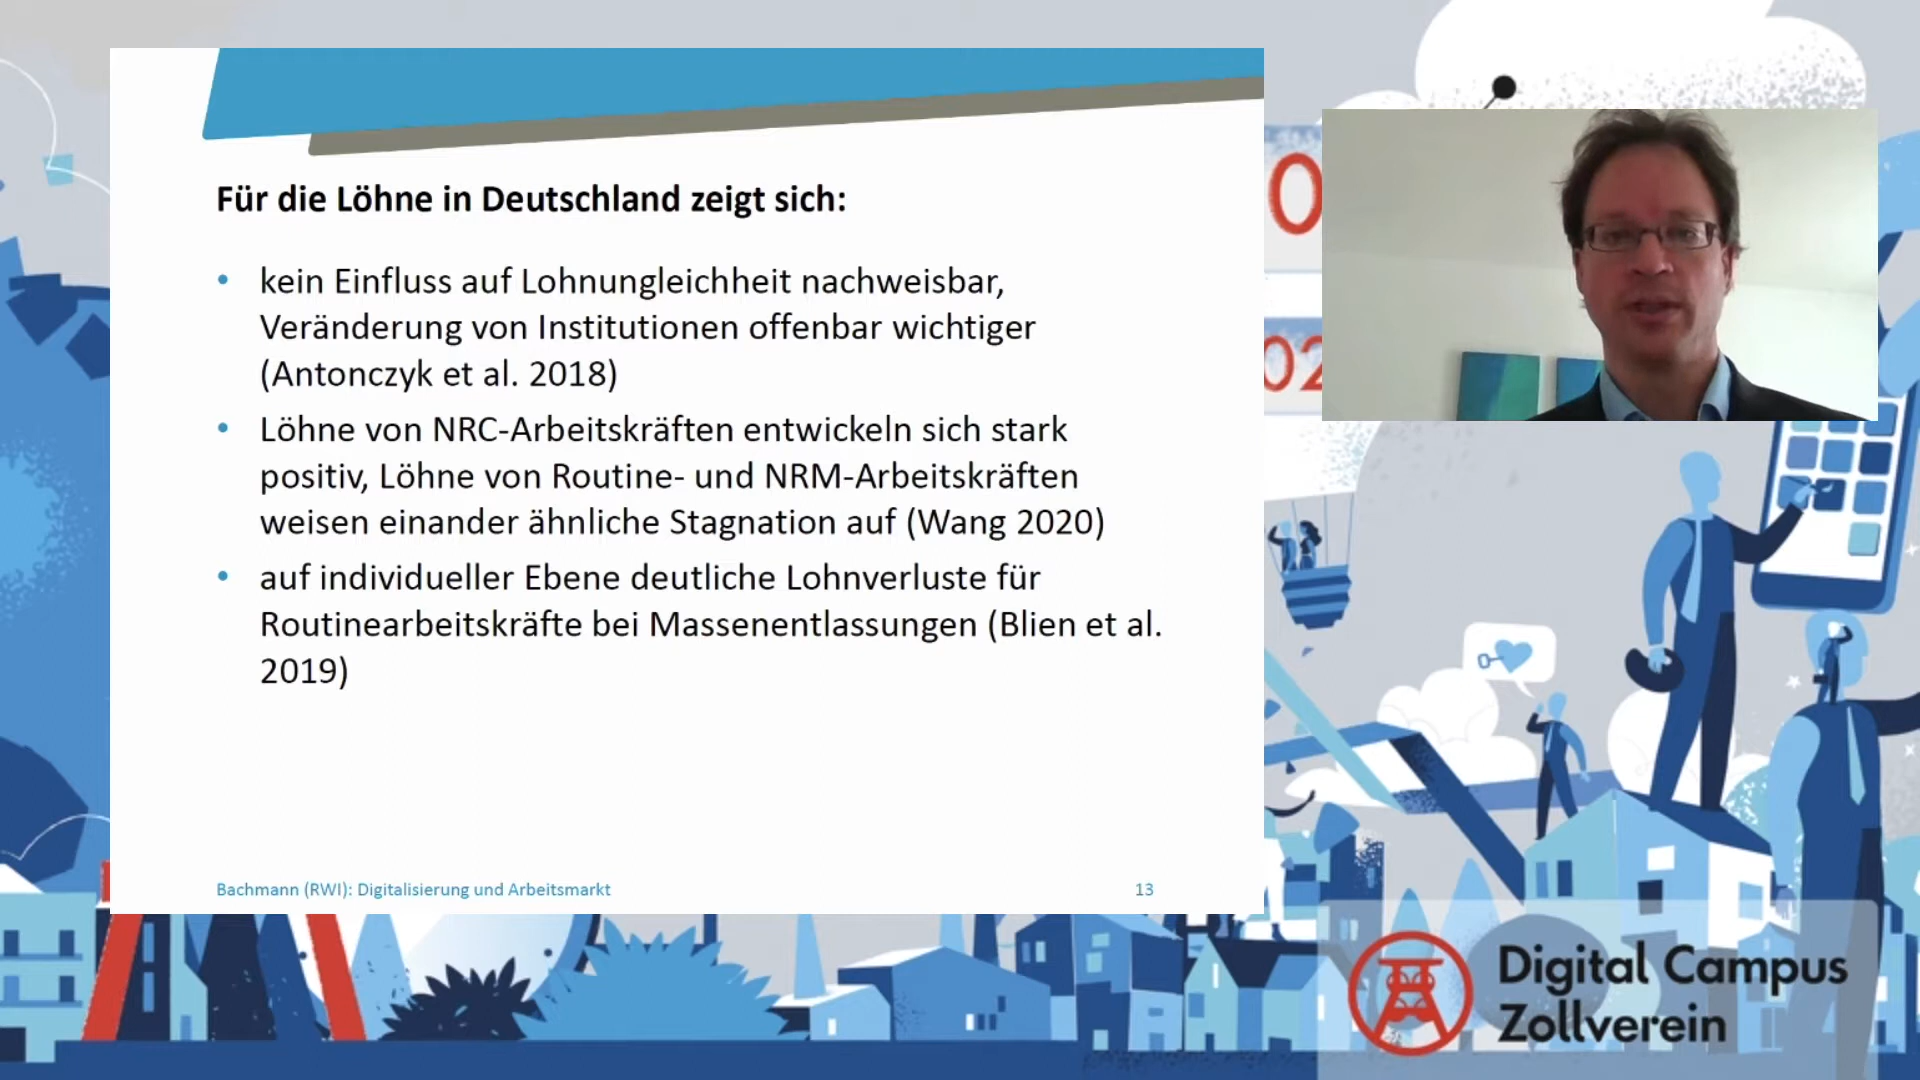 Für die Löhne in Deutschland zeigt sich:
• kein Einfluss auf Lohnungleichheit nachweisbar,
Veränderung von Institutionen offenbar wichtiger
(Antonczyk et al. 2018)
• Löhne von NRC-Arbeitskräften entwickeln sich stark
positiv, Löhne von Routine- und NRM-Arbeitskräften
weisen einander ähnliche Stagnation auf (Wang 2020)
• auf individueller Ebene deutliche Lohnverluste für
Routinearbeitskräfte bei Massenentlassungen (Blien et al.
2019)
Bachmann (RWI): Digitalisierung und Arbeitsmarkt
13
Digital Campus
Zollverein